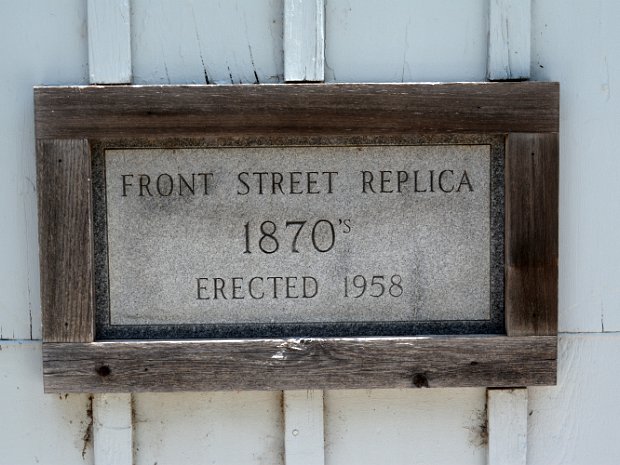 FRONT STREET REPLICA
1870's
ERECTED 1958